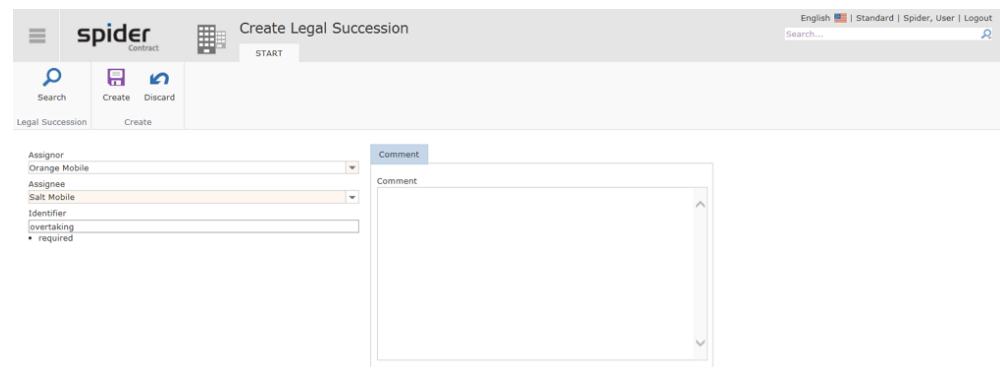 English | Standard | Spider, User | Logout
spider
Contract
Create Legal Succession
Search...
START
Search
Create Discard
Legal Succession
Create
Assignor
Orange Mobile
Assignee
Salt Mobile
Identifier
overtaking
• required
Comment
Comment